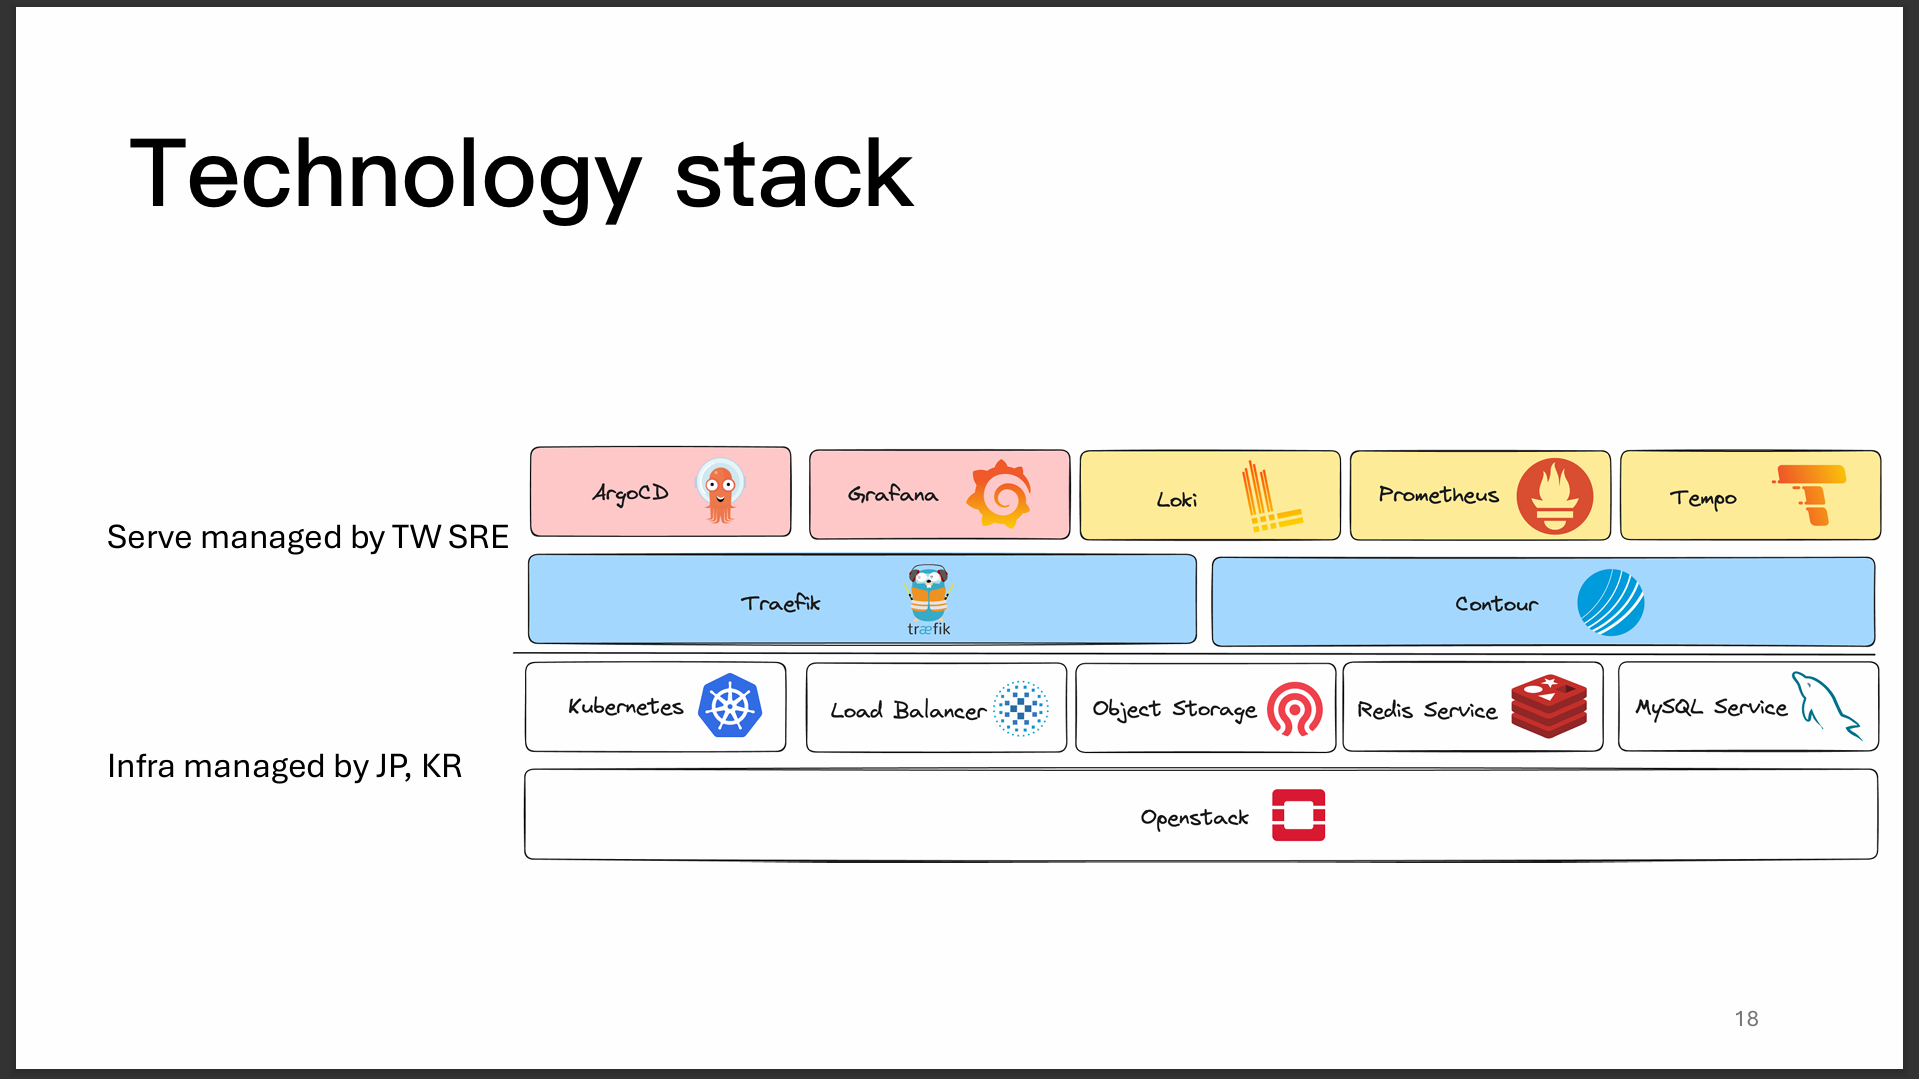 Technology stack
Serve managed by TW SRE
ArgoCD
Grafana
Loki
Prometheus
Tempo
Traefik
træfik
Contour
Infra managed by JP, KR
Kubernetes
Load Balancer
Object Storage
Redis Service
MySQL Service
Openstack
18